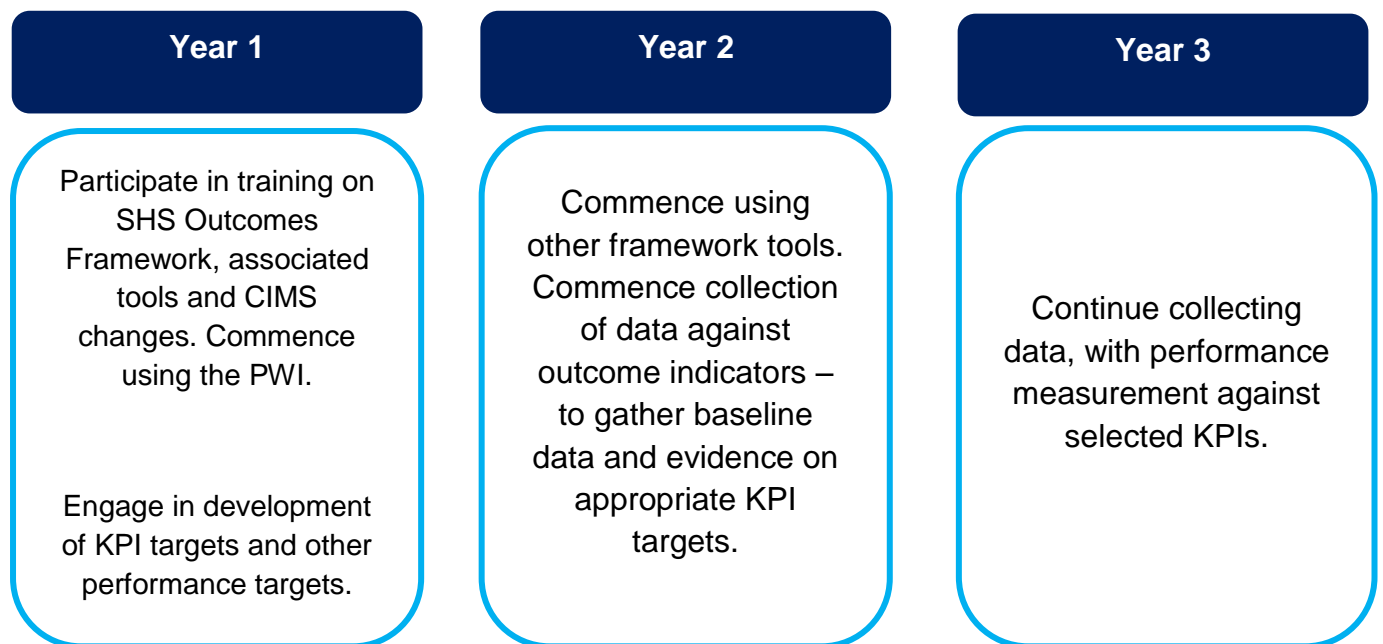 Year 1
Participate in training on
SHS Outcomes
Framework, associated
tools and CIMS
changes. Commence
using the PWI.
Engage in development
of KPI targets and other
performance targets.
Year 2
Commence using
other framework tools.
Commence collection
of data against
outcome indicators –
to gather baseline
data and evidence on
appropriate KPI
targets.
Year 3
Continue collecting
data, with performance
measurement against
selected KPIs.